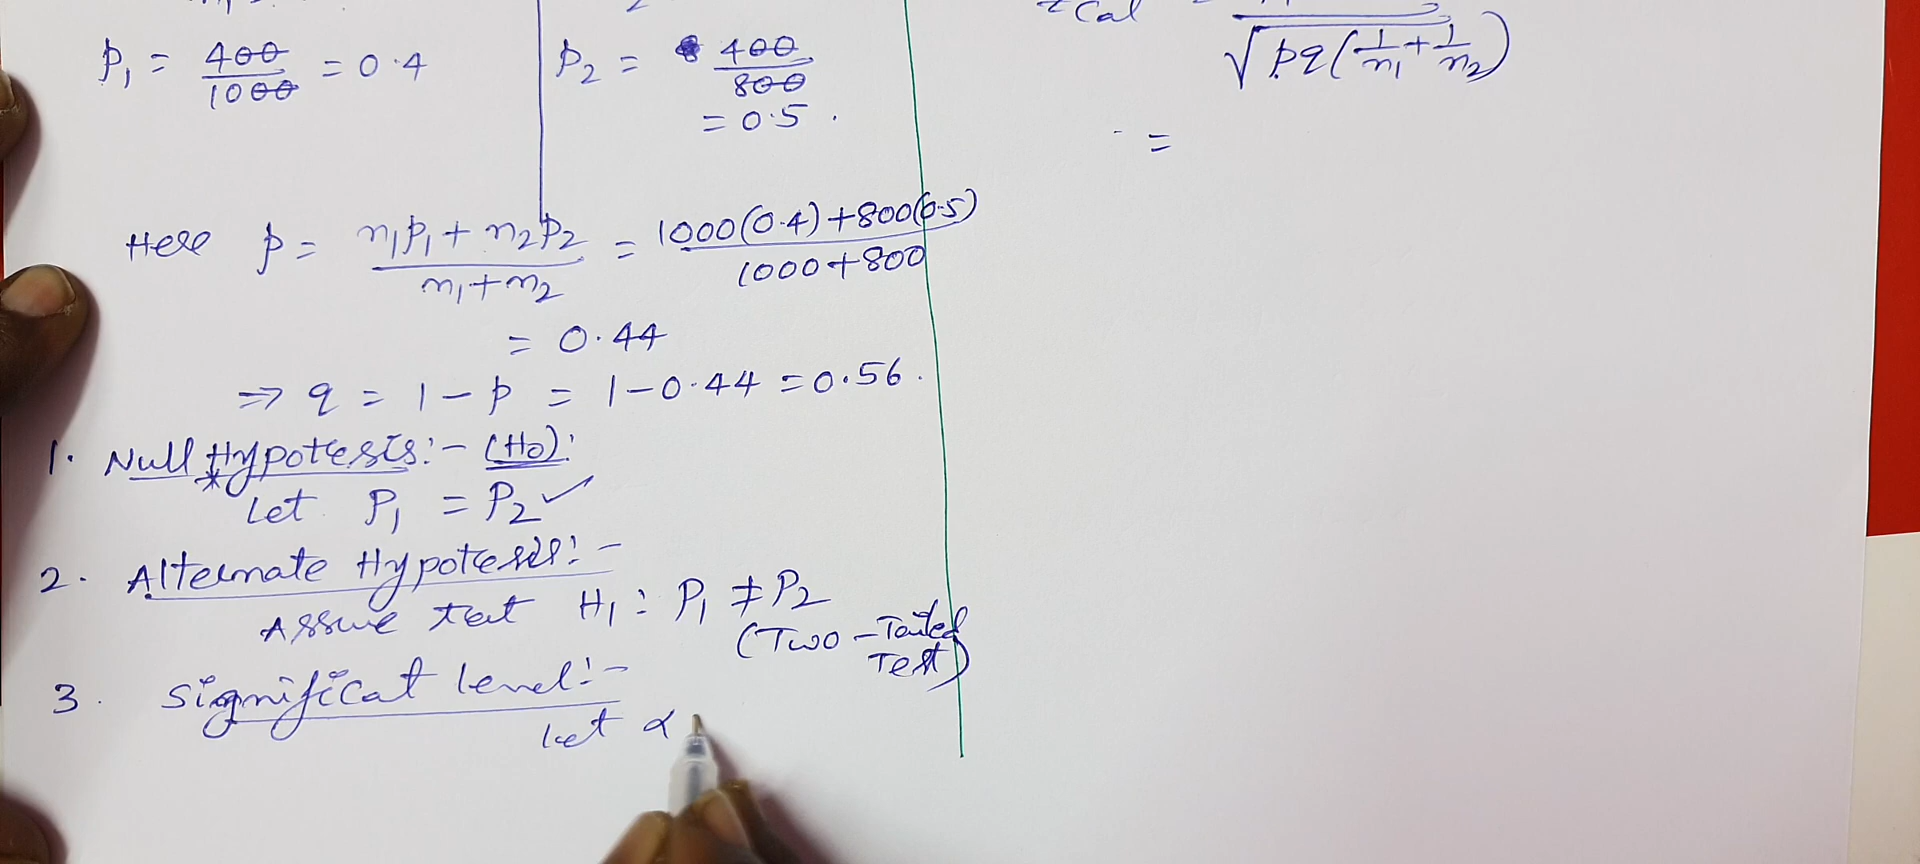 p₁ = 400/1000 = 0.4
p₂ = 400/800
= 0.5 .
Here p = n₁p₁ + n₂p₂ / n₁+n₂ = 1000(0.4)+800(0.5) / 1000+800
= 0.44
⇒ q = 1 - p = 1-0.44 = 0.56 .
1. Null Hypotesis:- (H₀):
Let P₁ = P₂ ✓
2. Alternate Hypotesis:-
Assume that H₁ : P₁ ≠ P₂
(Two-Tailed
Test)
3. Significat level:-
Let α
Cal
√pq(1/n₁ + 1/n₂)
=